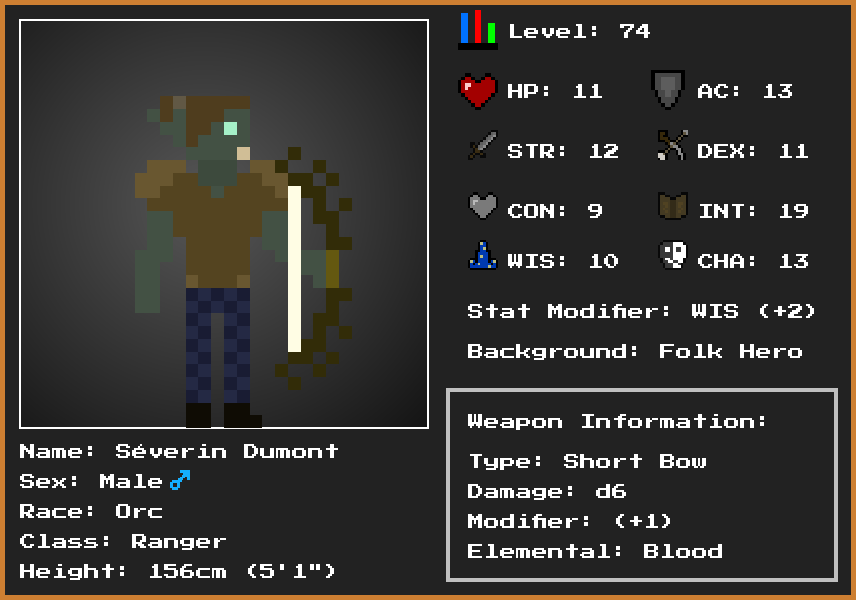 Level: 74
HP: 11
AC: 13
STR: 12
DEX: 11
CON: 9
INT: 19
WIS: 10
CHA: 13
Stat Modifier: WIS (+2)
Background: Folk Hero
Weapon Information:
Type: Short Bow
Damage: d6
Modifier: (+1)
Elemental: Blood
Name: Séverin Dumont
Sex: Male ♂
Race: Orc
Class: Ranger
Height: 156cm (5'1")